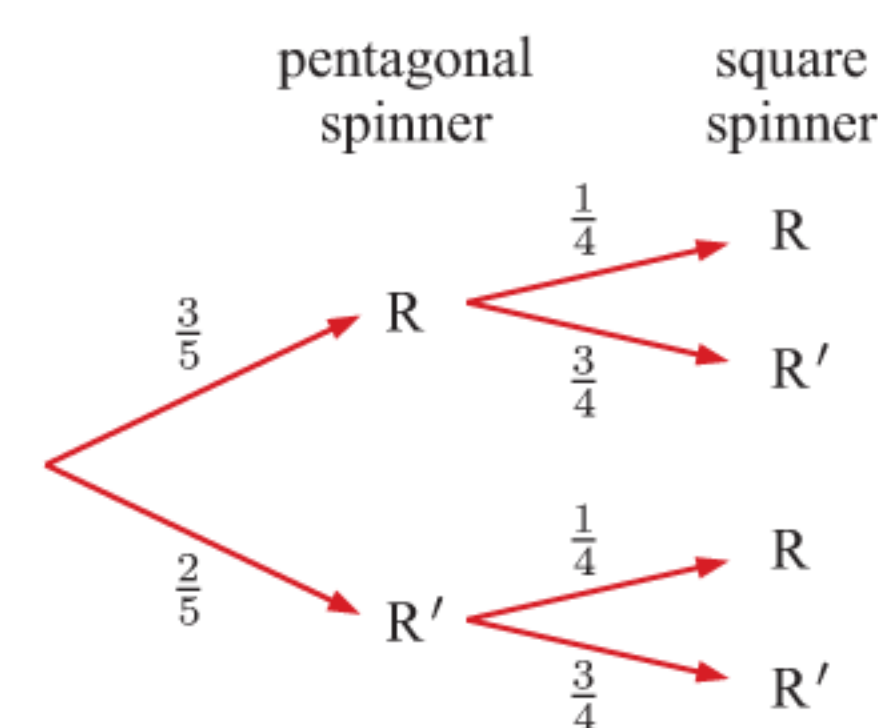 pentagonal square
spinner spinner
1/4 R
3/5 R
3/4 R′
1/4 R
2/5 R′
3/4 R′